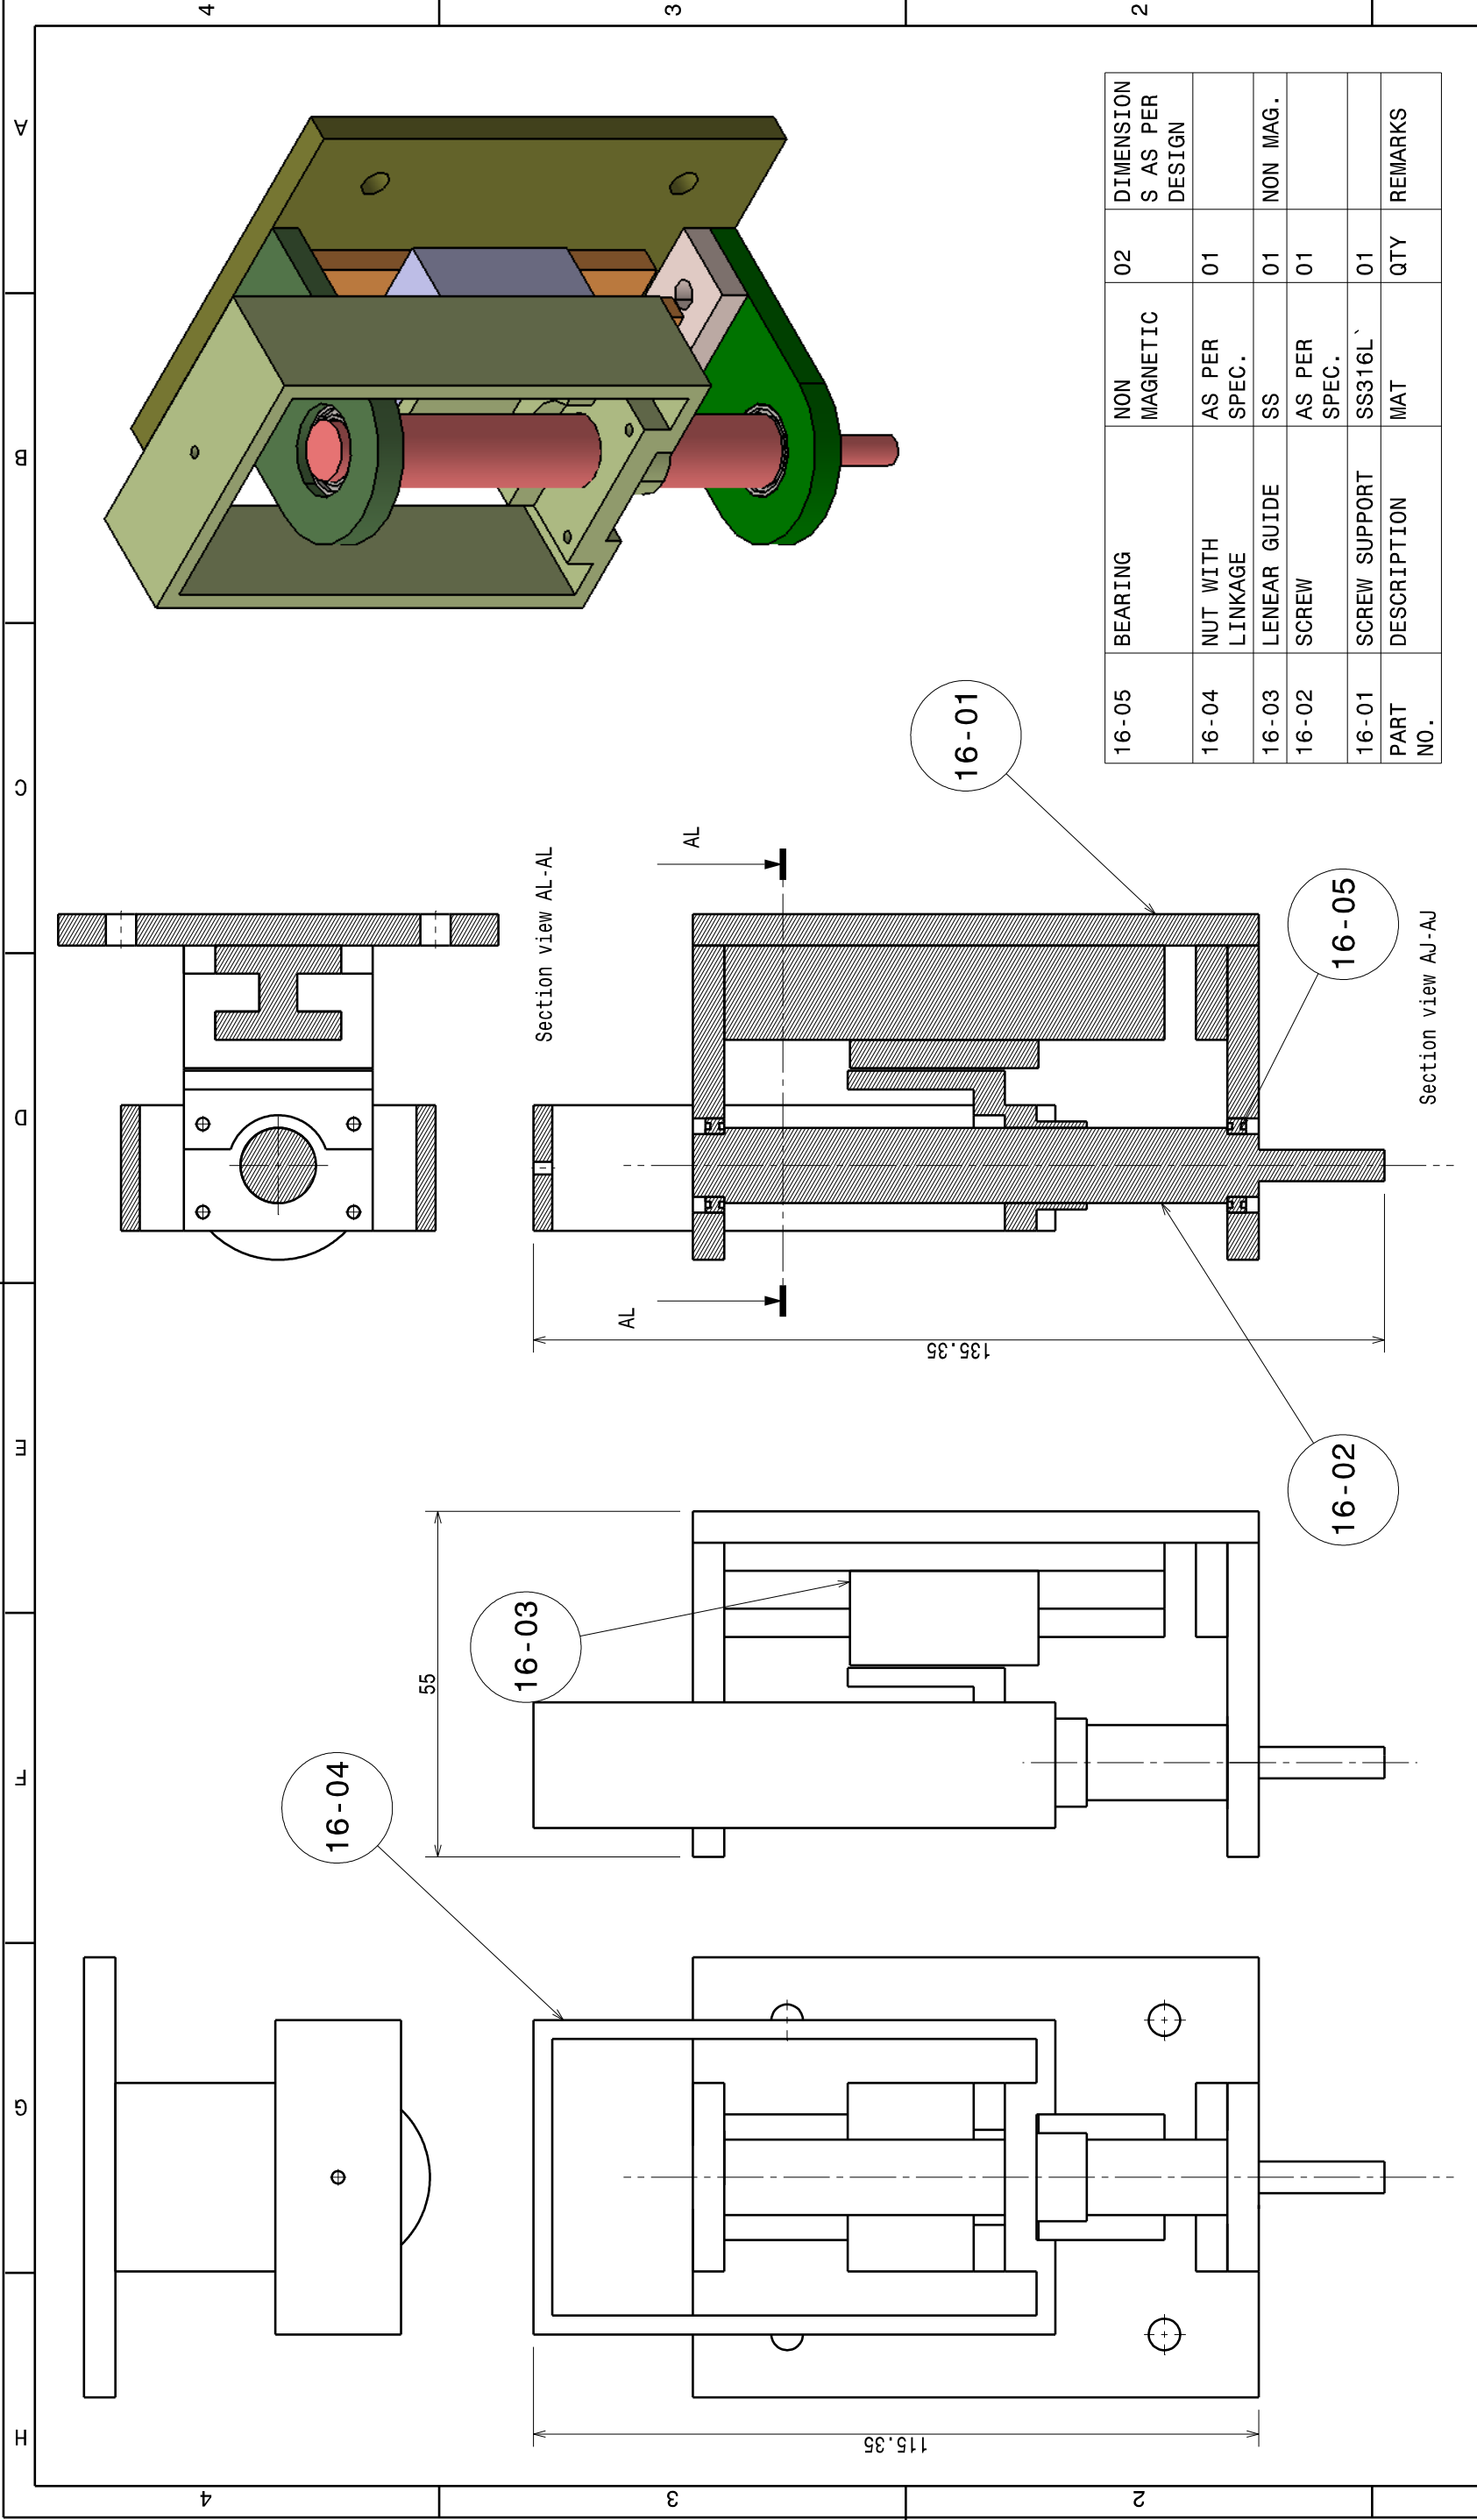 4
3
2
A
B
C
D
E
F
G
H
4
3
2
Section view AL-AL
AL
AL
135.35
Section view AJ-AJ
55
115.35
16-01
16-05
16-02
16-03
16-04
16-05 BEARING NON MAGNETIC 02 DIMENSION
S AS PER
DESIGN
16-04 NUT WITH LINKAGE AS PER SPEC. 01
16-03 LENEAR GUIDE SS 01 NON MAG.
16-02 SCREW AS PER SPEC. 01
16-01 SCREW SUPPORT SS316L` 01
PART NO. DESCRIPTION MAT QTY REMARKS